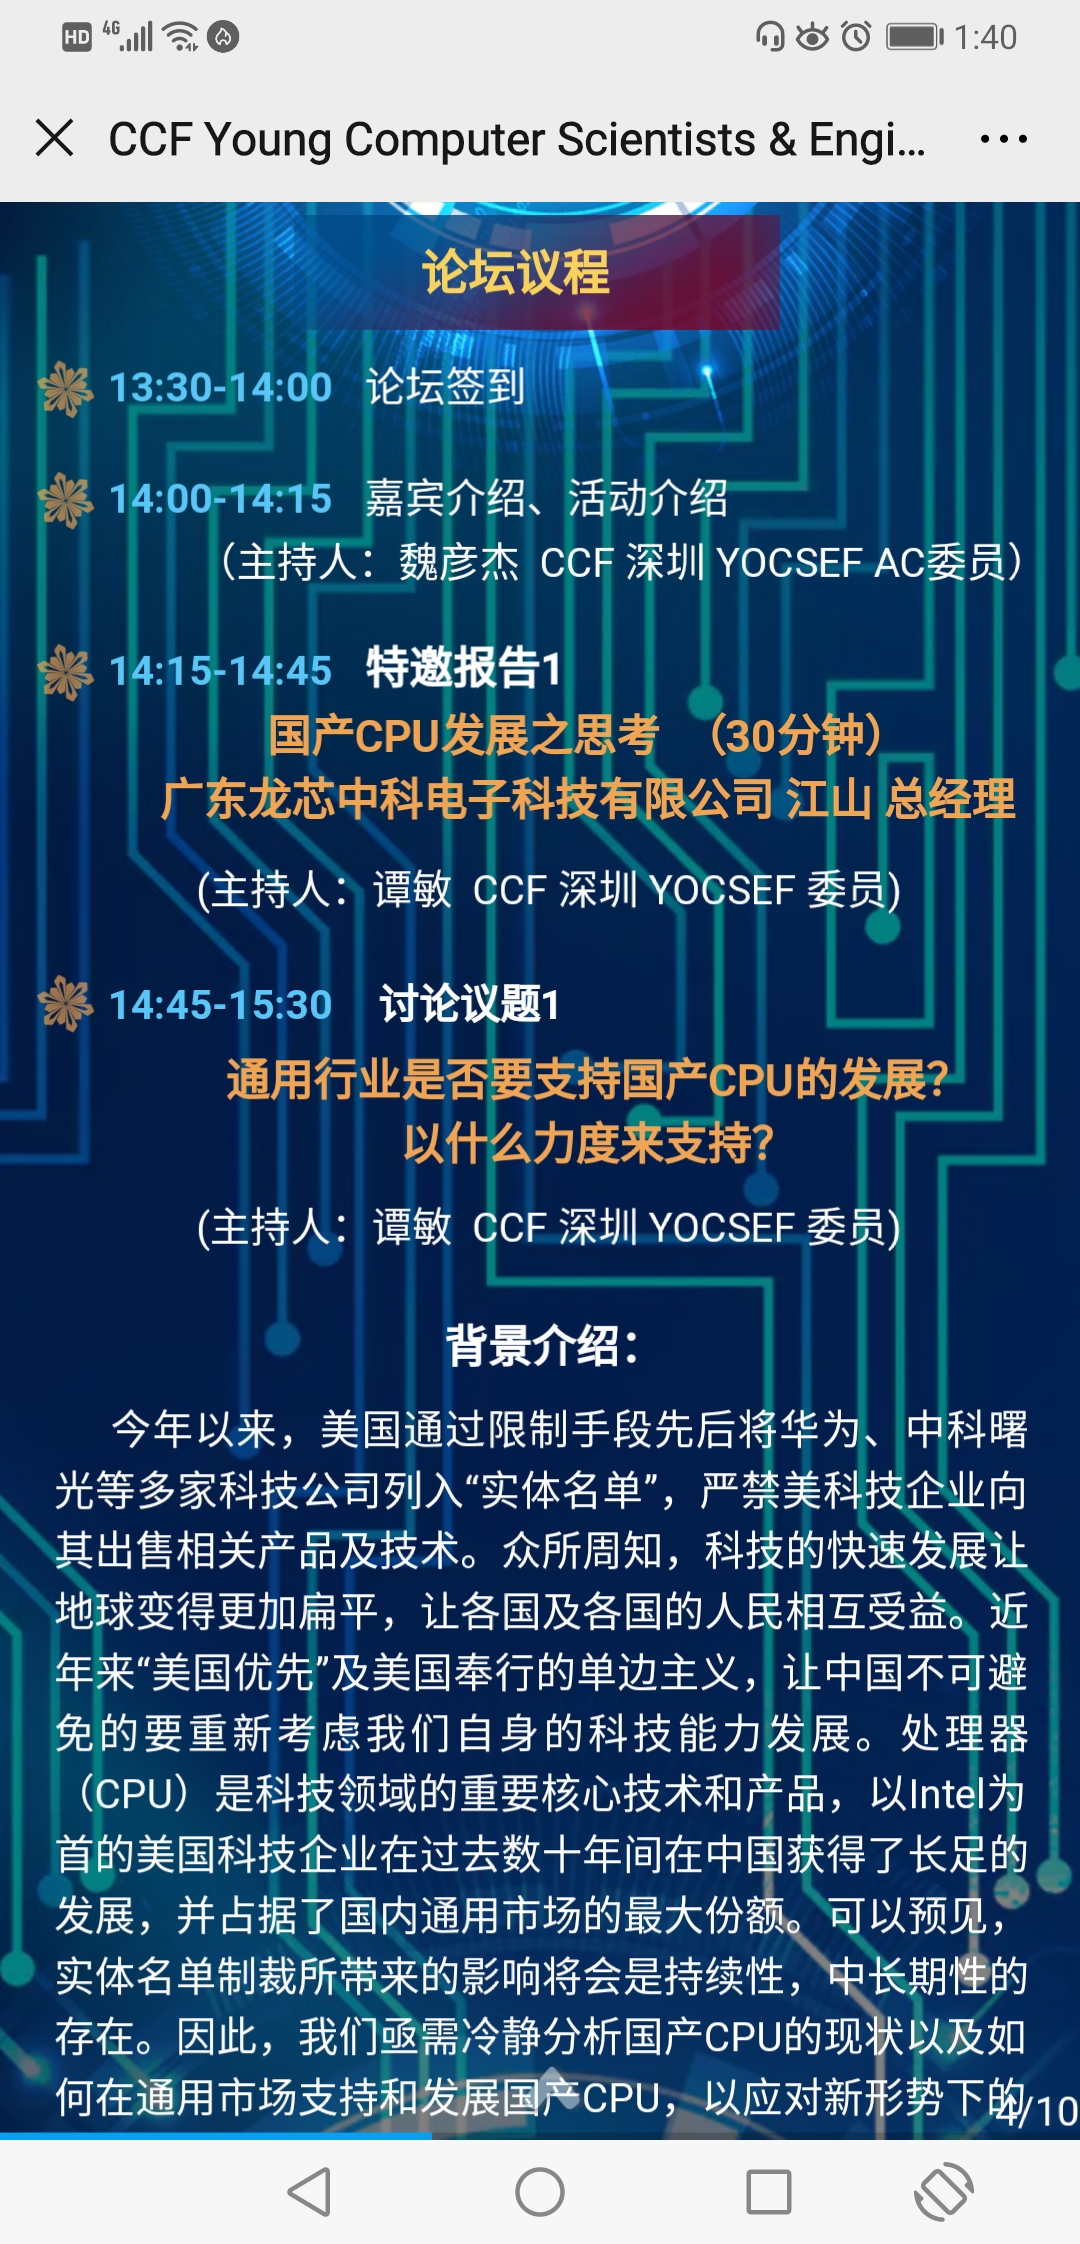 HD 4G 1:40
CCF Young Computer Scientists & Engi...
论坛议程
13:30-14:00 论坛签到
14:00-14:15 嘉宾介绍、活动介绍
（主持人：魏彦杰 CCF 深圳 YOCSEF AC委员）
14:15-14:45 特邀报告1
国产CPU发展之思考 （30分钟）
广东龙芯中科电子科技有限公司 江山 总经理
(主持人：谭敏 CCF 深圳 YOCSEF 委员)
14:45-15:30 讨论议题1
通用行业是否要支持国产CPU的发展？
以什么力度来支持？
(主持人：谭敏 CCF 深圳 YOCSEF 委员)
背景介绍：
今年以来，美国通过限制手段先后将华为、中科曙
光等多家科技公司列入“实体名单”，严禁美科技企业向
其出售相关产品及技术。众所周知，科技的快速发展让
地球变得更加扁平，让各国及各国的人民相互受益。近
年来“美国优先”及美国奉行的单边主义，让中国不可避
免的要重新考虑我们自身的科技能力发展。处理器
（CPU）是科技领域的重要核心技术和产品，以Intel为
首的美国科技企业在过去数十年间在中国获得了长足的
发展，并占据了国内通用市场的最大份额。可以预见，
实体名单制裁所带来的影响将会是持续性，中长期性的
存在。因此，我们亟需冷静分析国产CPU的现状以及如
何在通用市场支持和发展国产CPU，以应对新形势下的
4/10